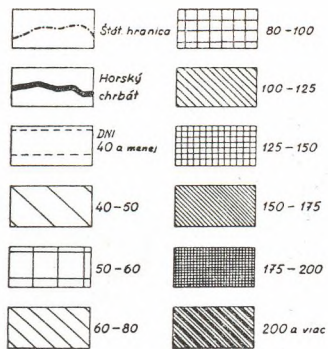 Štát. hranica
Horský
chrbát
DNI
40 a menej
40-50
50-60
60-80
80-100
100-125
125-150
150-175
175-200
200 a viac